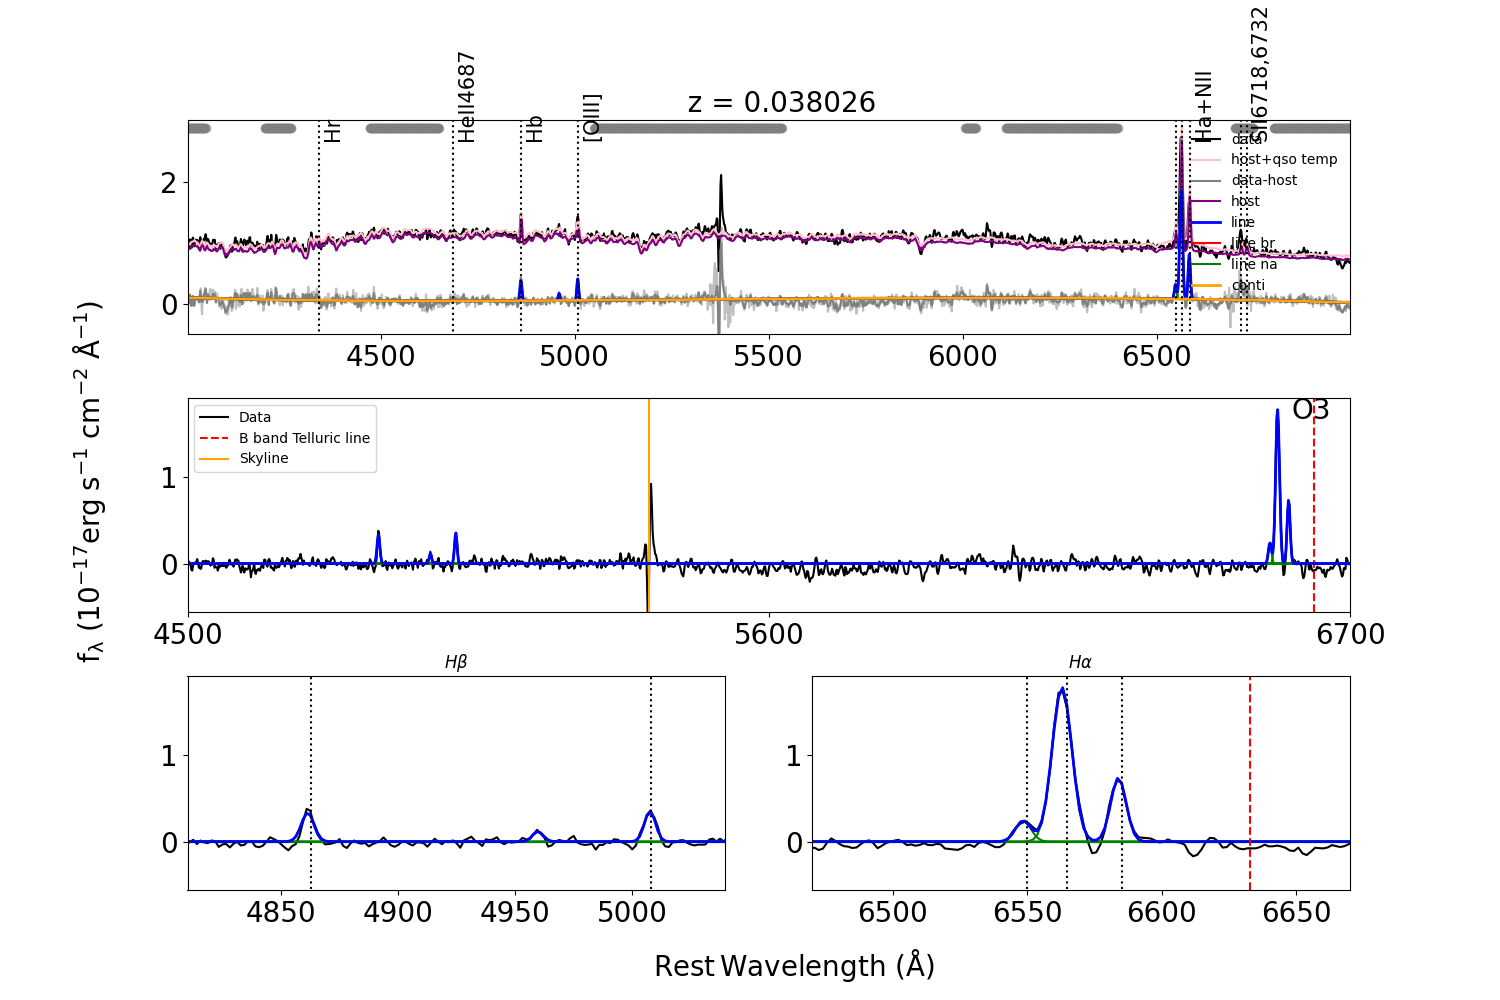 z = 0.038026
Hr
HeII4687
Hb
[OIII]
Ha+NII
SII6718,6732
data
host+qso temp
data-host
host
line
line br
line na
conti
2
0
4500 5000 5500 6000 6500
Data
B band Telluric line
Skyline
O3
1
0
4500 5600 6700
fλ (10⁻¹⁷erg s⁻¹ cm⁻² Å⁻¹)
Hβ
1
0
4850 4900 4950 5000
Hα
1
0
6500 6550 6600 6650
Rest Wavelength (Å)